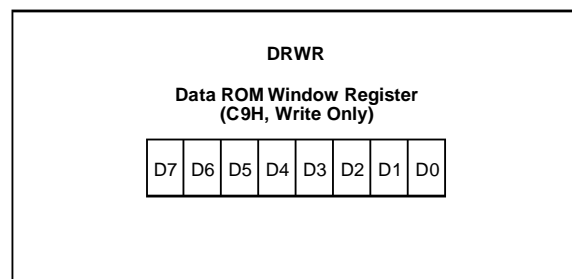 DRWR
Data ROM Window Register
(C9H, Write Only)
D7 D6 D5 D4 D3 D2 D1 D0